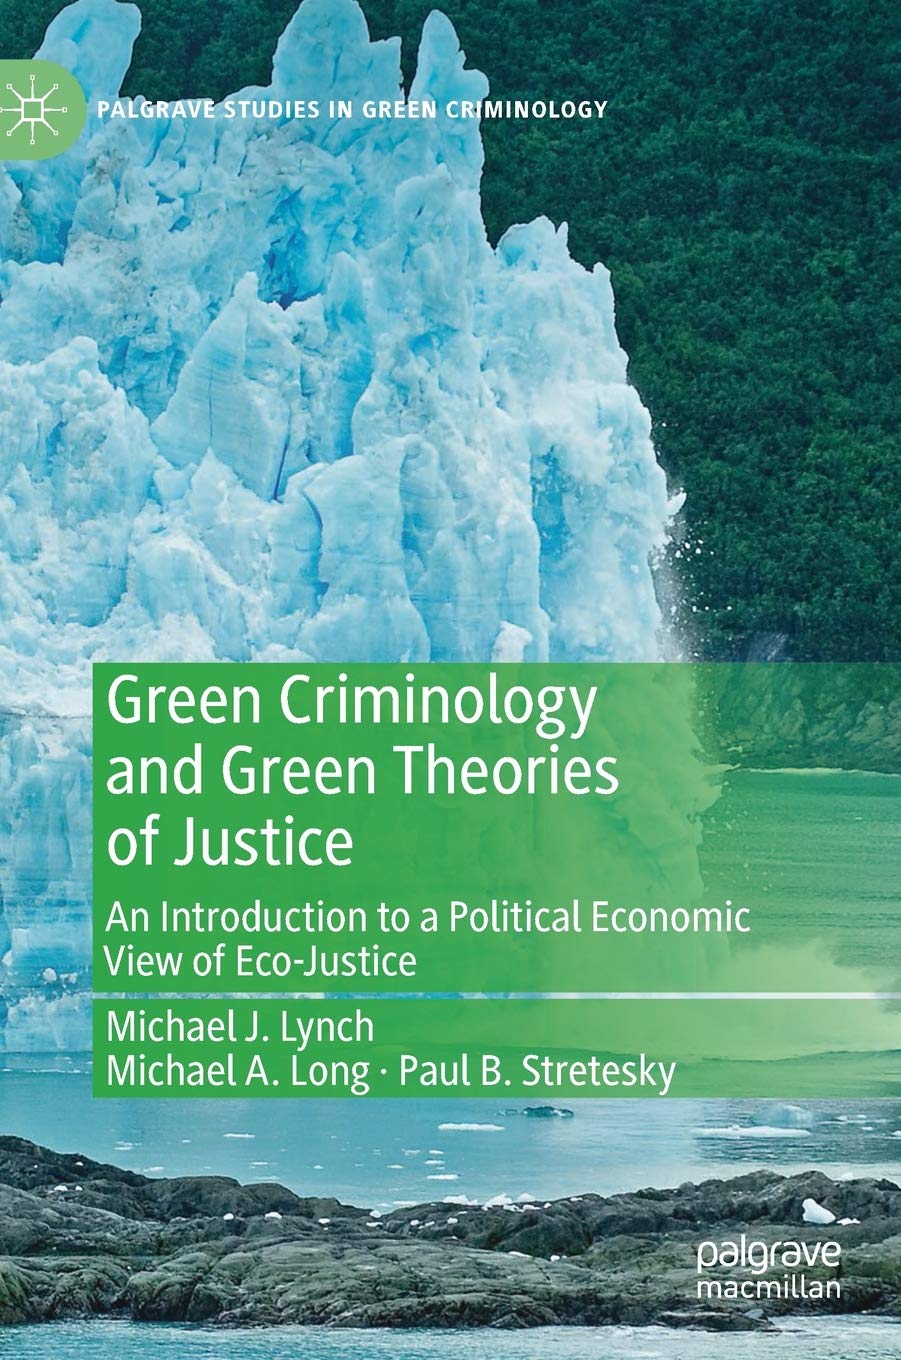 PALGRAVE STUDIES IN GREEN CRIMINOLOGY
Green Criminology
and Green Theories
of Justice
An Introduction to a Political Economic
View of Eco-Justice
Michael J. Lynch
Michael A. Long · Paul B. Stretesky
palgrave
macmillan